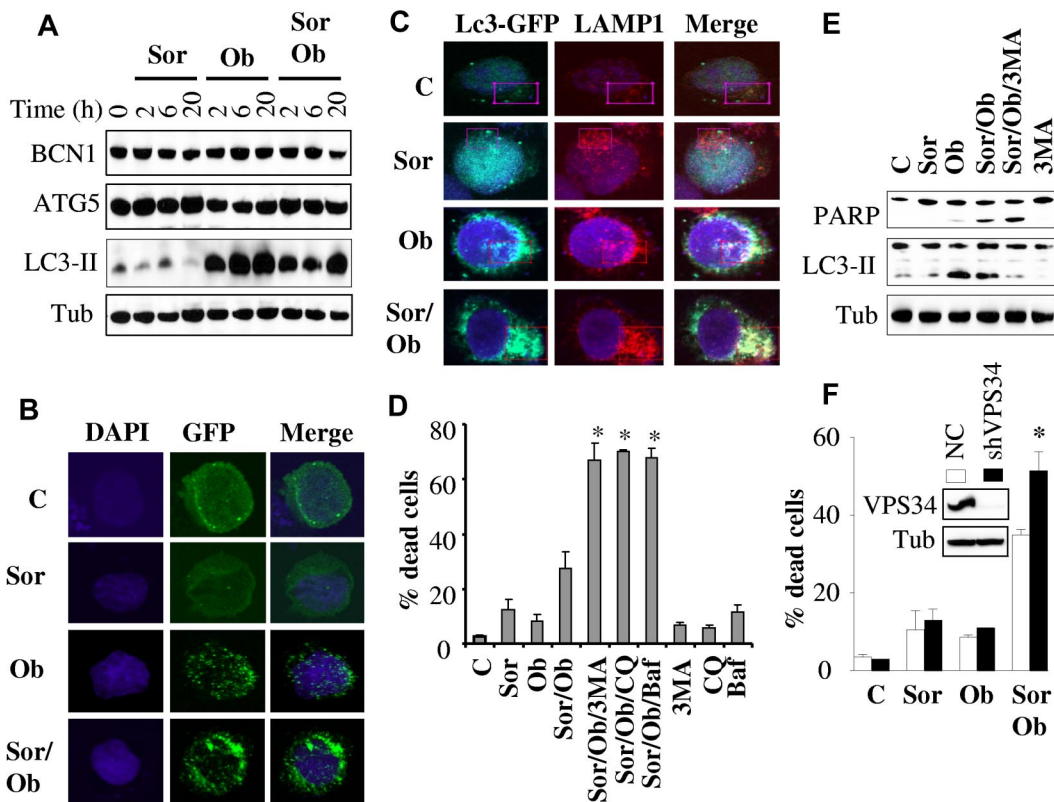 A
Sor
Ob
Sor
Ob
Time (h) 0 2 6 20 2 6 20 2 6 20
BCN1
ATG5
LC3-II
Tub
B
DAPI GFP Merge
C
Sor
Ob
Sor/
Ob
C
Lc3-GFP LAMP1 Merge
C
Sor
Ob
Sor/
Ob
D
% dead cells
80
60
40
20
0
C
Sor
Ob
Sor/Ob
Sor/Ob/3MA
Sor/Ob/CQ
Sor/Ob/Baf
3MA
CQ
Baf
* * *
E
C
Sor
Ob
Sor/Ob
Sor/Ob/3MA
3MA
PARP
LC3-II
Tub
F
% dead cells
60
40
20
0
NC
shVPS34
VPS34
Tub
*
C Sor Ob Sor
Ob